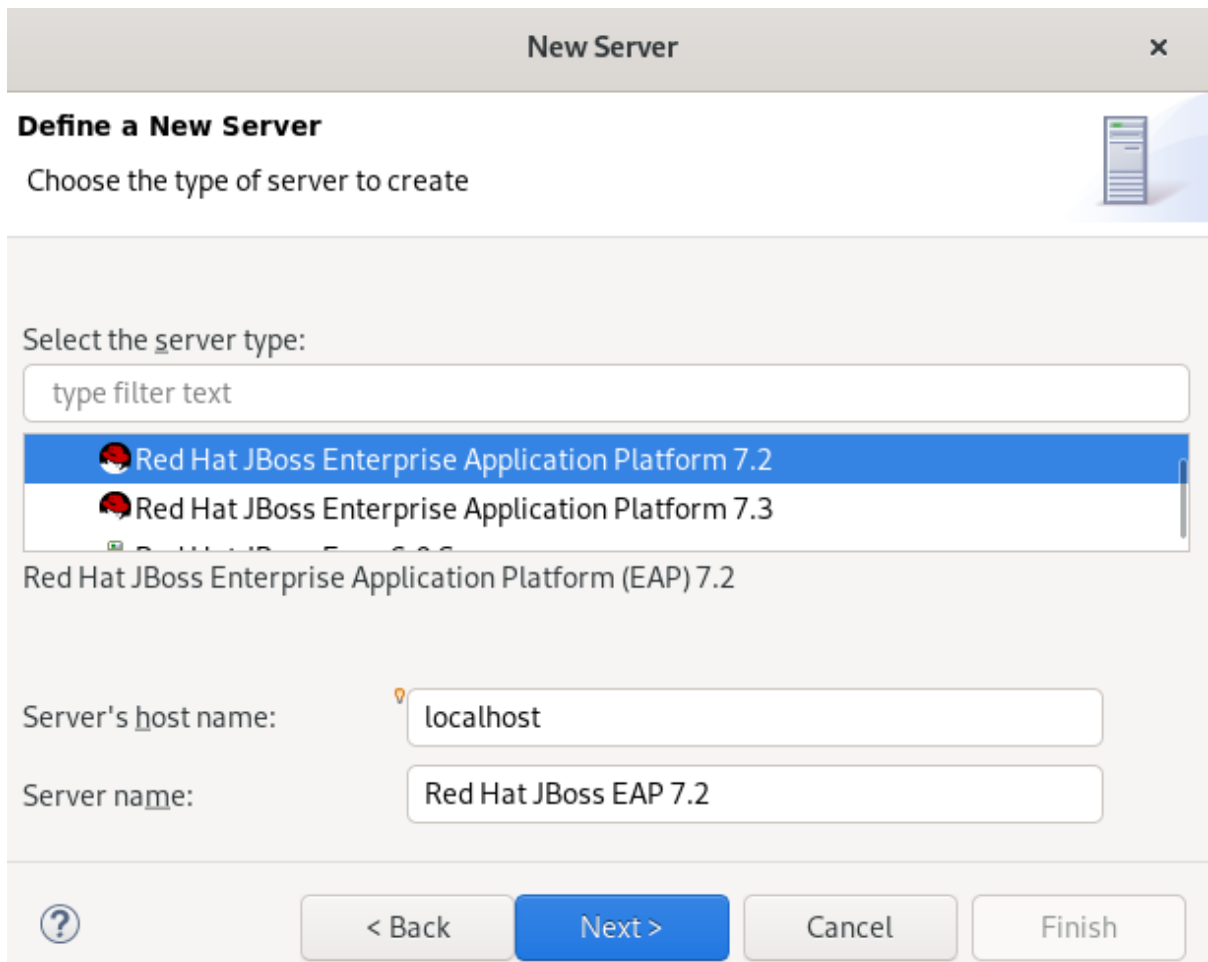 New Server
Define a New Server
Choose the type of server to create
Select the server type:
type filter text
Red Hat JBoss Enterprise Application Platform 7.2
Red Hat JBoss Enterprise Application Platform 7.3
Red Hat JBoss Enterprise Application Platform (EAP) 7.2
Server's host name: localhost
Server name: Red Hat JBoss EAP 7.2
? < Back Next > Cancel Finish